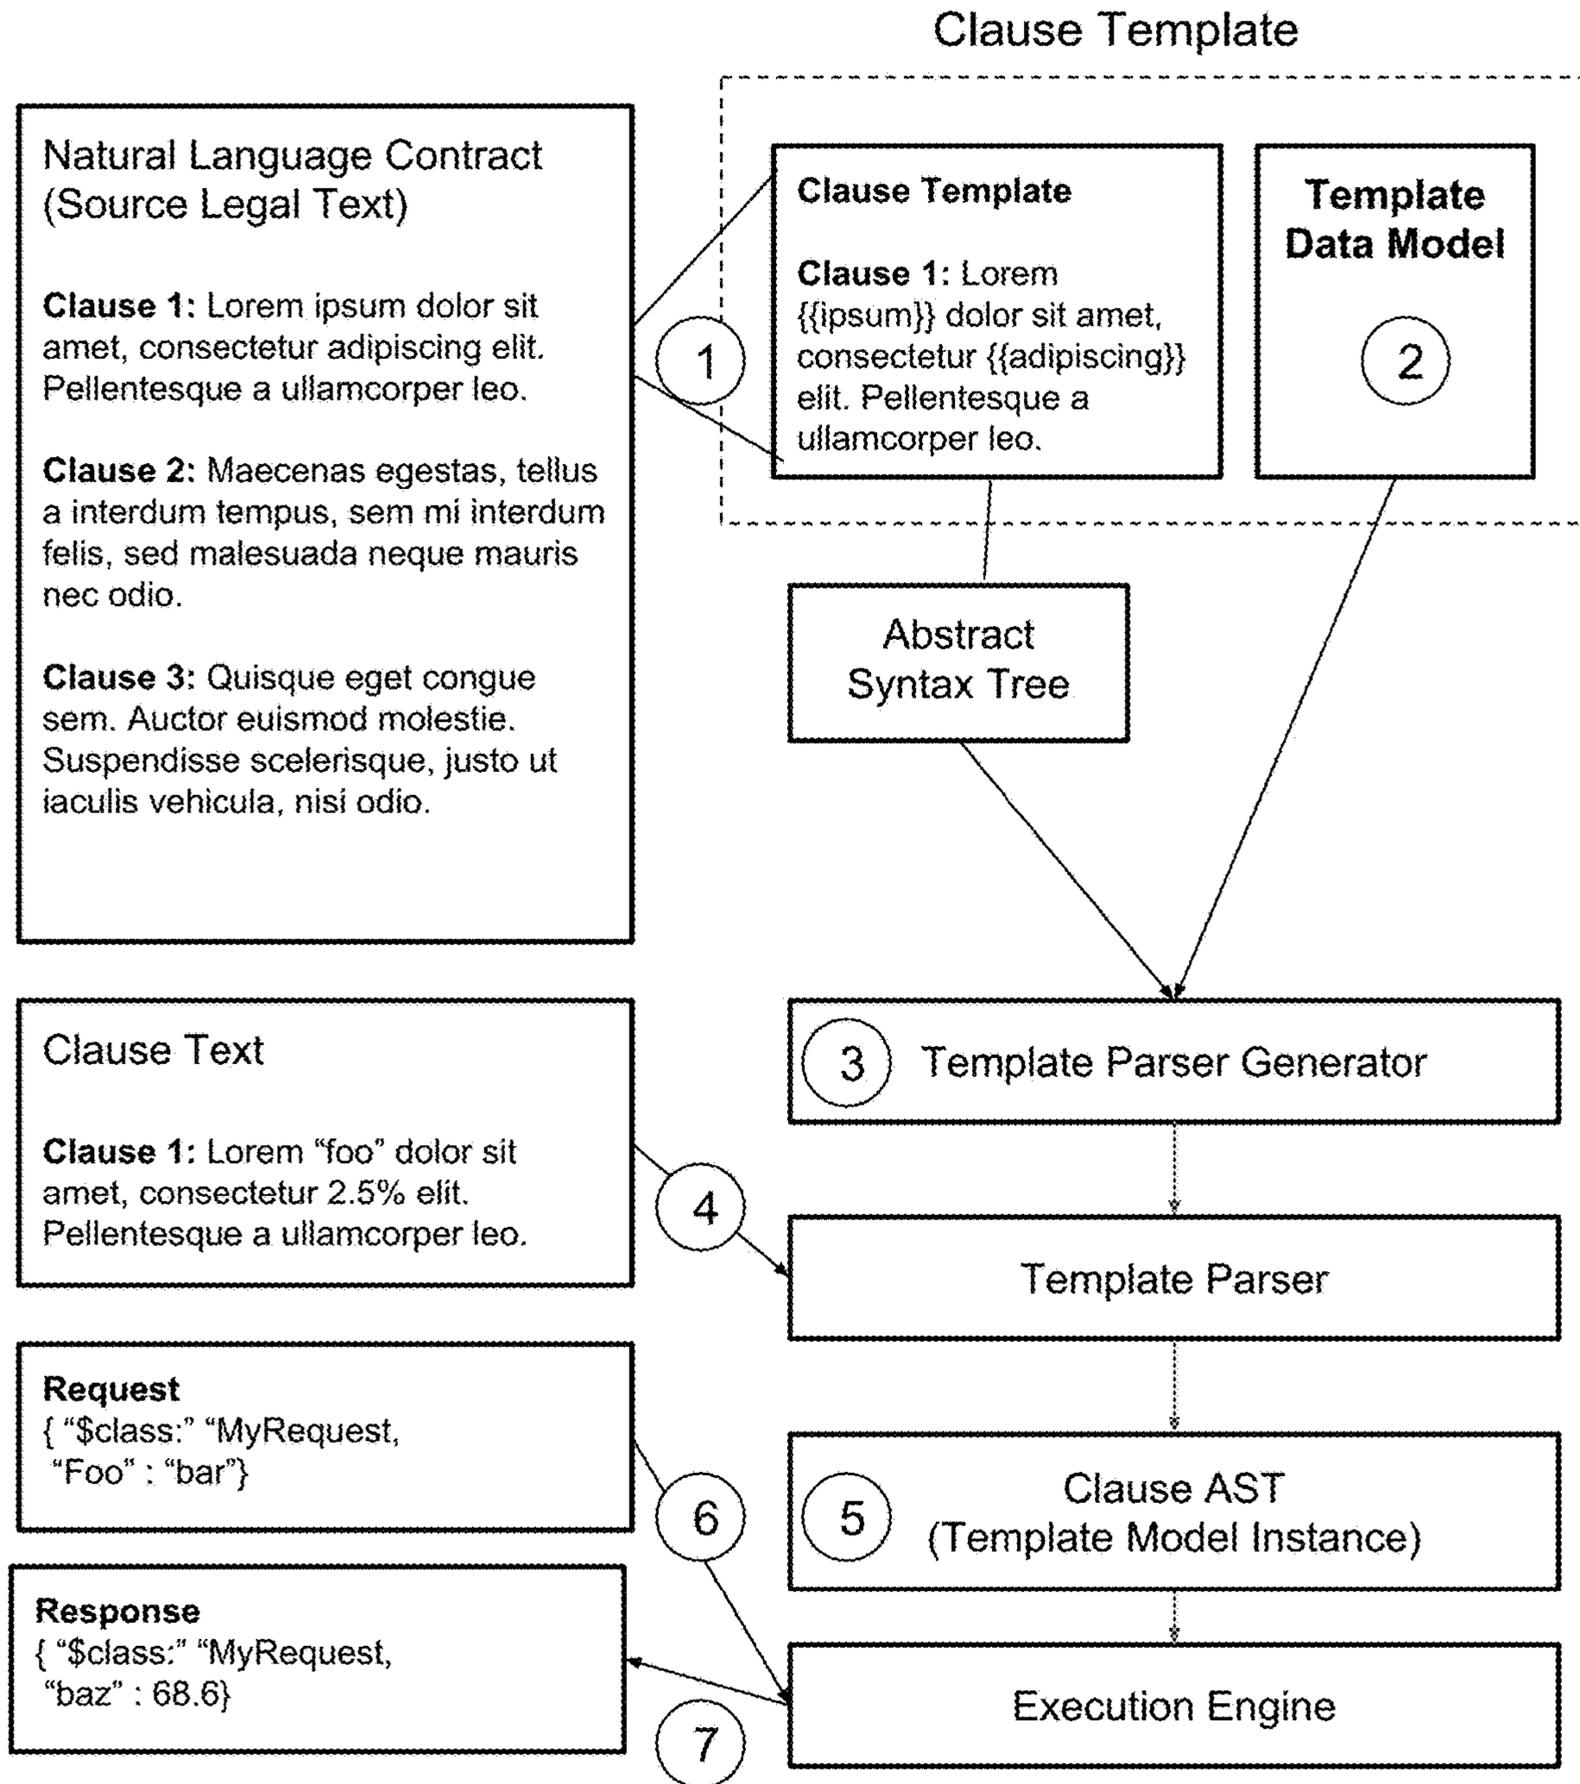 Clause Template
Natural Language Contract
(Source Legal Text)
Clause 1: Lorem ipsum dolor sit
amet, consectetur adipiscing elit.
Pellentesque a ullamcorper leo.
Clause 2: Maecenas egestas, tellus
a interdum tempus, sem mi interdum
felis, sed malesuada neque mauris
nec odio.
Clause 3: Quisque eget congue
sem. Auctor euismod molestie.
Suspendisse scelerisque, justo ut
iaculis vehicula, nisi odio.
1
Clause Template
Clause 1: Lorem
{{ipsum}} dolor sit amet,
consectetur {{adipiscing}}
elit. Pellentesque a
ullamcorper leo.
Template
Data Model
2
Abstract
Syntax Tree
3 Template Parser Generator
Clause Text
Clause 1: Lorem “foo” dolor sit
amet, consectetur 2.5% elit.
Pellentesque a ullamcorper leo.
4
Template Parser
Request
{ “$class:” “MyRequest,
“Foo” : “bar”}
6
5
Clause AST
(Template Model Instance)
Response
{ “$class:” “MyRequest,
“baz” : 68.6}
7
Execution Engine